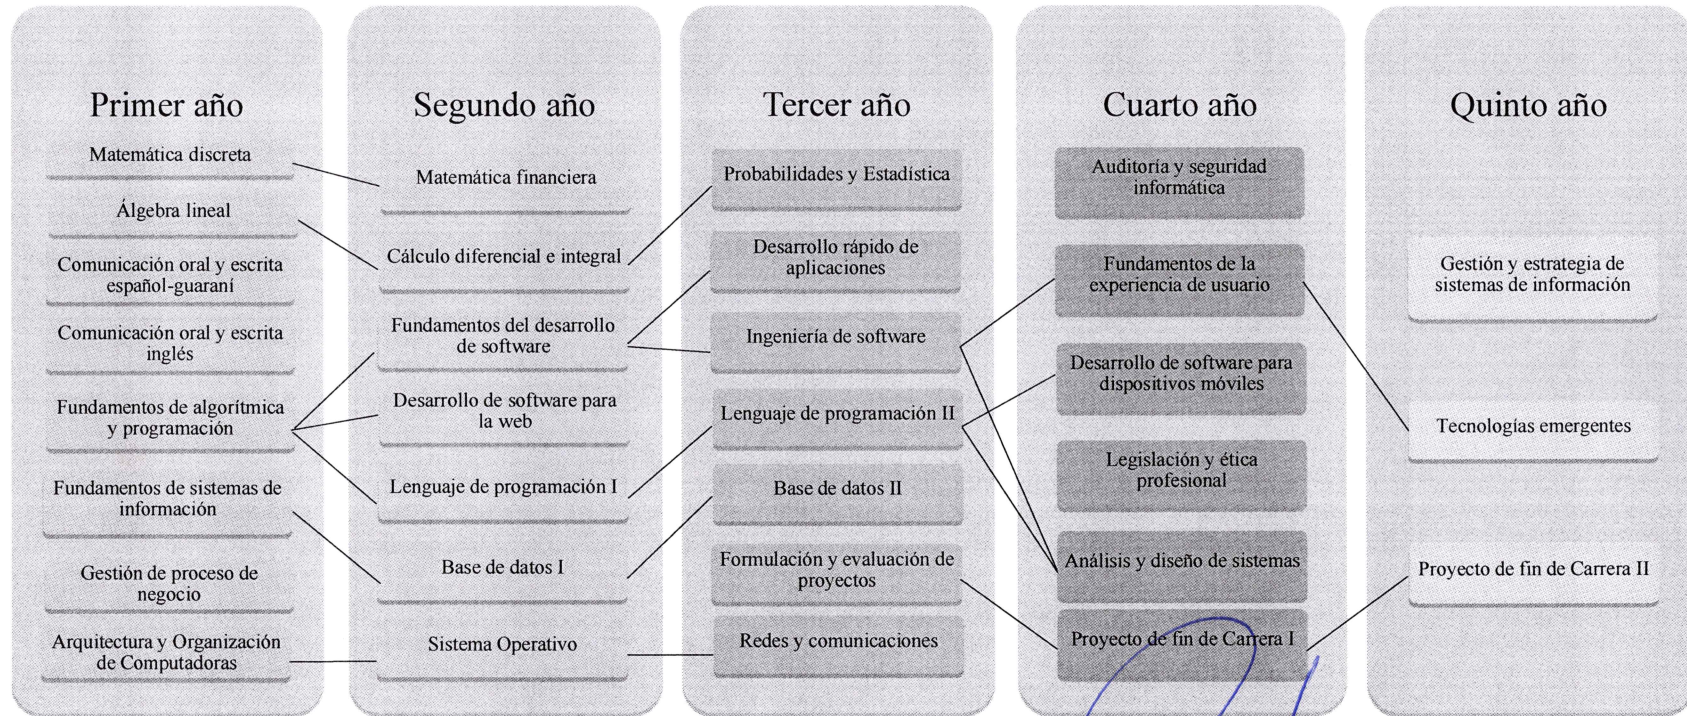 Primer año
Matemática discreta
Álgebra lineal
Comunicación oral y escrita
español-guaraní
Comunicación oral y escrita
inglés
Fundamentos de algorítmica
y programación
Fundamentos de sistemas de
información
Gestión de proceso de
negocio
Arquitectura y Organización
de Computadoras
Segundo año
Matemática financiera
Cálculo diferencial e integral
Fundamentos del desarrollo
de software
Desarrollo de software para
la web
Lenguaje de programación I
Base de datos I
Sistema Operativo
Tercer año
Probabilidades y Estadística
Desarrollo rápido de
aplicaciones
Ingeniería de software
Lenguaje de programación II
Base de datos II
Formulación y evaluación de
proyectos
Redes y comunicaciones
Cuarto año
Auditoría y seguridad
informática
Fundamentos de la
experiencia de usuario
Desarrollo de software para
dispositivos móviles
Legislación y ética
profesional
Análisis y diseño de sistemas
Proyecto de fin de Carrera I
Quinto año
Gestión y estrategia de
sistemas de información
Tecnologías emergentes
Proyecto de fin de Carrera II